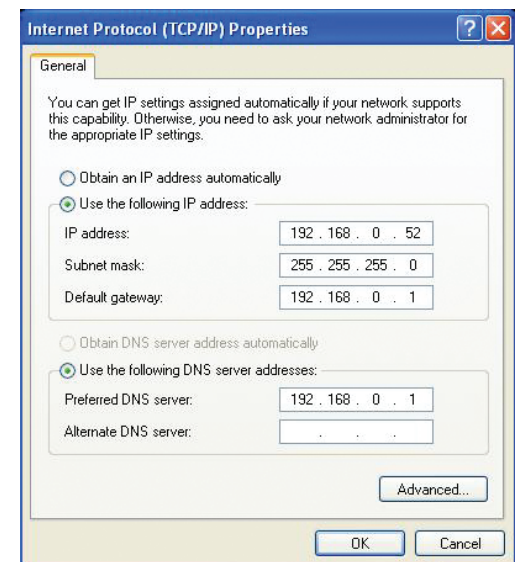 Internet Protocol (TCP/IP) Properties
General
You can get IP settings assigned automatically if your network supports
this capability. Otherwise, you need to ask your network administrator for
the appropriate IP settings.
Obtain an IP address automatically
Use the following IP address:
IP address: 192 . 168 . 0 . 52
Subnet mask: 255 . 255 . 255 . 0
Default gateway: 192 . 168 . 0 . 1
Obtain DNS server address automatically
Use the following DNS server addresses:
Preferred DNS server: 192 . 168 . 0 . 1
Alternate DNS server: . . .
Advanced...
OK Cancel